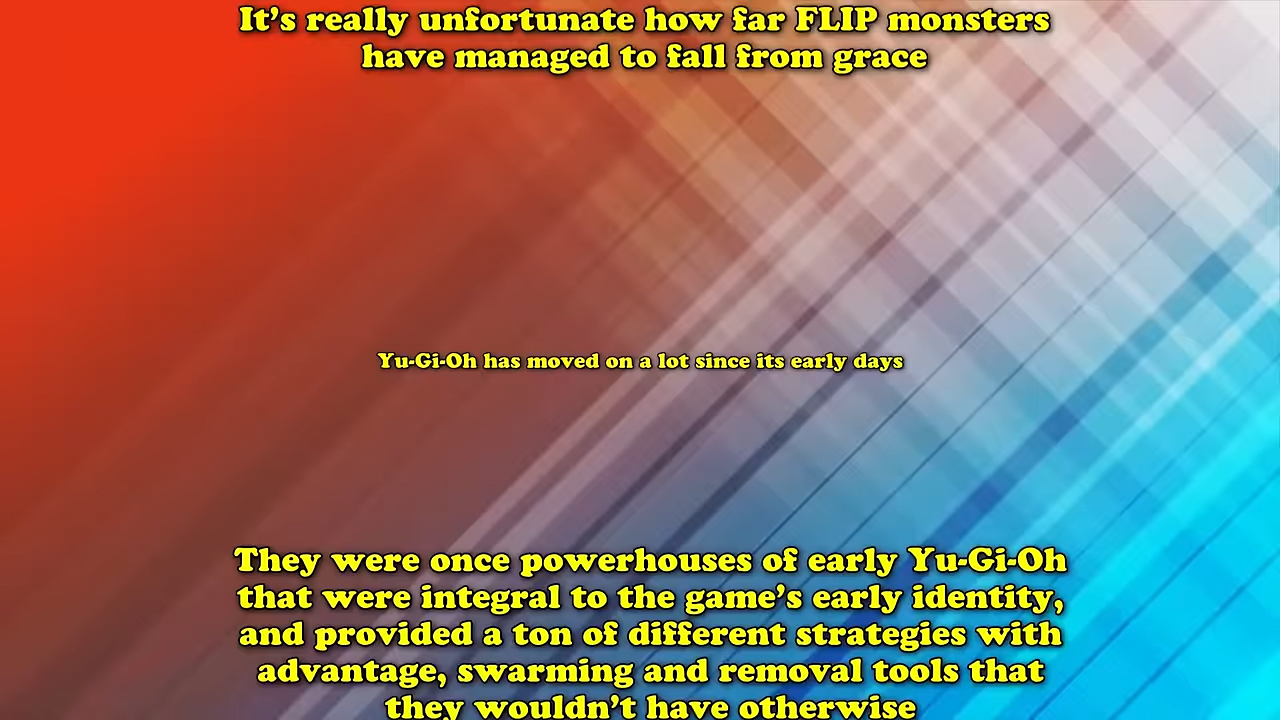 It’s really unfortunate how far FLIP monsters
have managed to fall from grace
Yu-Gi-Oh has moved on a lot since its early days
They were once powerhouses of early Yu-Gi-Oh
that were integral to the game’s early identity,
and provided a ton of different strategies with
advantage, swarming and removal tools that
they wouldn’t have otherwise